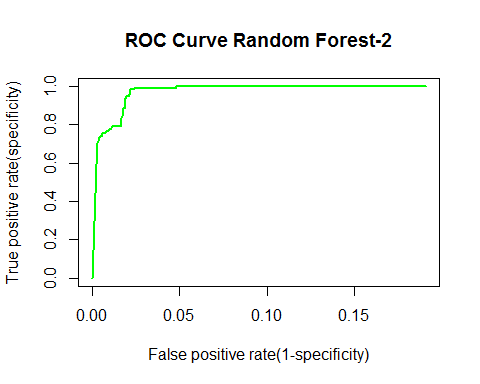 ROC Curve Random Forest-2
True positive rate(specificity)
1.0
0.8
0.6
0.4
0.2
0.0
0.00 0.05 0.10 0.15
False positive rate(1-specificity)